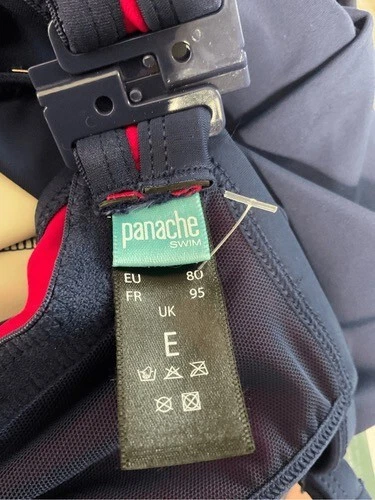 panache
SWIM
EU 80
FR 95
UK
E